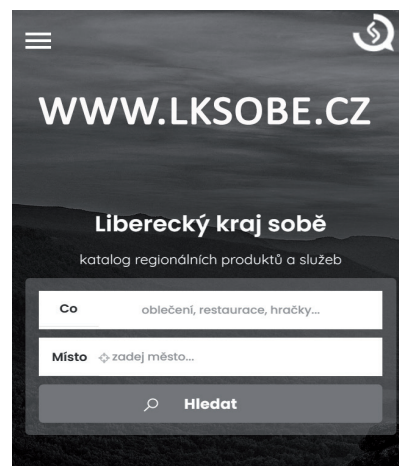 WWW.LKSOBE.CZ
Liberecký kraj sobě
katalog regionálních produktů a služeb
Co oblečení, restaurace, hračky...
Místo zadej město...
Hledat